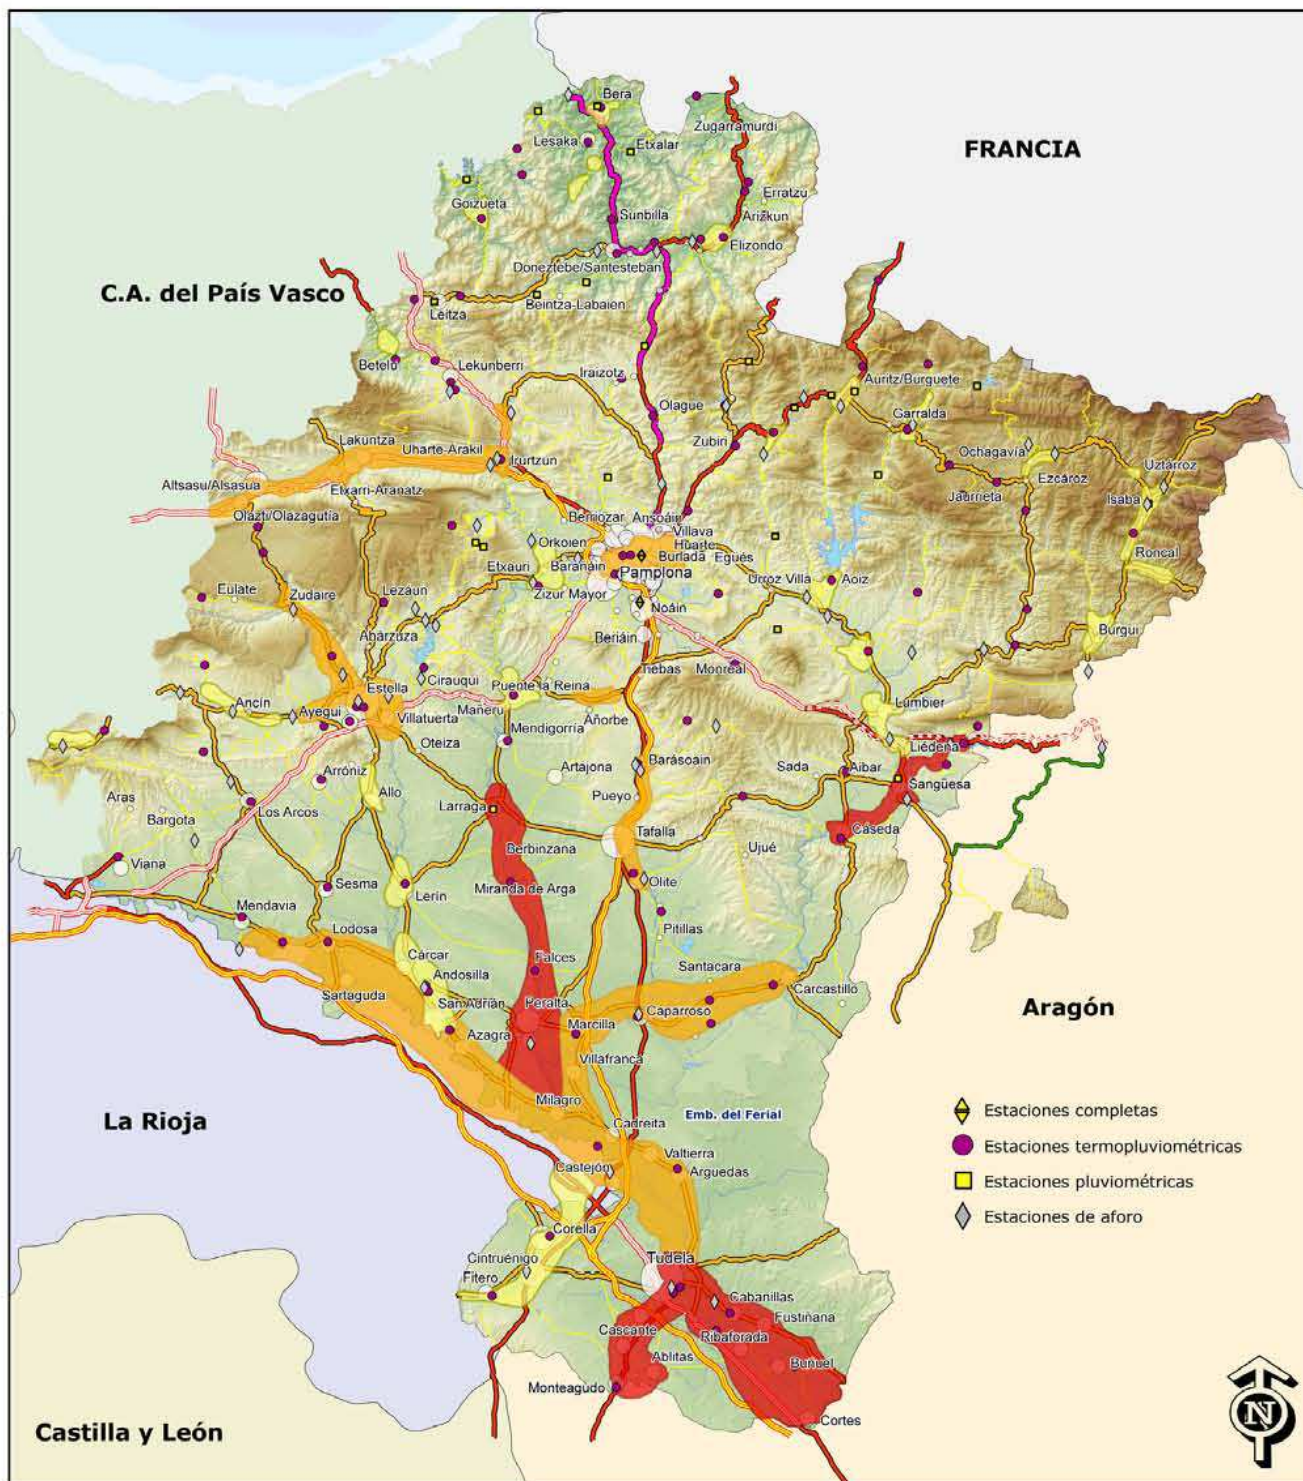 Bera
Zugarramurdi
Lesaka
Etxalar
FRANCIA
Erratzu
Goizueta
Arizkun
Sunbilla
Elizondo
Doneztebe/Santesteban
C.A. del País Vasco
Beintza-Labaien
Leitza
Betelu
Lekunberri
Iraizotz
Auritz/Burguete
Olague
Garralda
Lakuntza
Uharte-Arakil
Zubiri
Ochagavía
Irurtzun
Uztárroz
Altsasu/Alsasua
Ezcároz
Etxarri-Aranatz
Jaurrieta
Isaba
Olazti/Olazagutía
Berriozar
Ansoáin
Villava
Orkoien
Huarte
Roncal
Burlada
Egués
Etxauri
Barañain
Pamplona
Urroz Villa
Aoiz
Eulate
Zudaire
Lezáun
Zizur Mayor
Noáin
Burgui
Abárzuza
Beriáin
Tiebas
Monreal
Cirauqui
Estella
Puente la Reina
Ancín
Ayegui
Mañeru
Lumbier
Villatuerta
Añorbe
Mendigorría
Oteiza
Liédena
Barásoain
Artajona
Sada
Aibar
Arróniz
Sangüesa
Aras
Allo
Pueyo
Los Arcos
Larraga
Bargota
Tafalla
Cáseda
Berbinzana
Ujué
Viana
Sesma
Lerín
Miranda de Arga
Olite
Mendavia
Lodosa
Pitillas
Cárcar
Falces
Santacara
Andosilla
Sartaguda
San Adrián
Peralta
Caparroso
Carcastillo
Aragón
Azagra
Marcilla
Villafranca
La Rioja
Milagro
Emb. del Ferial
Cadreita
Estaciones completas
Estaciones termopluviométricas
Estaciones pluviométricas
Estaciones de aforo
Valtierra
Castejón
Arguedas
Corella
Cintruénigo
Tudela
Fitero
Cabanillas
Fustiñana
Cascante
Ribaforada
Ablitas
Buñuel
Monteagudo
Cortes
Castilla y León
N